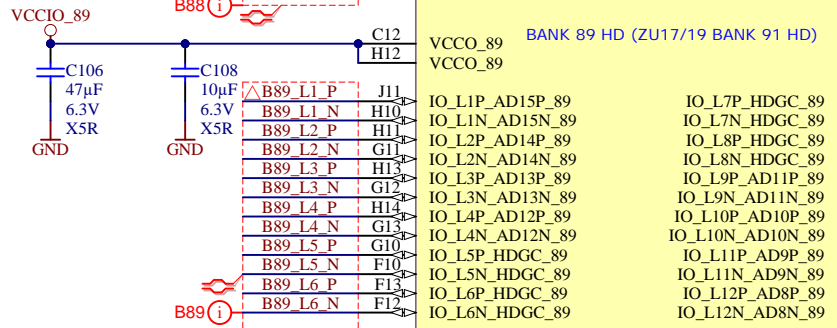 B88 i
VCCIO_89
C12 VCCO_89 BANK 89 HD (ZU17/19 BANK 91 HD)
H12 VCCO_89
C106 C108
47µF 10µF
6.3V 6.3V
X5R X5R
GND GND
B89_L1_P J11 IO_L1P_AD15P_89 IO_L7P_HDGC_89
B89_L1_N H10 IO_L1N_AD15N_89 IO_L7N_HDGC_89
B89_L2_P H11 IO_L2P_AD14P_89 IO_L8P_HDGC_89
B89_L2_N G11 IO_L2N_AD14N_89 IO_L8N_HDGC_89
B89_L3_P H13 IO_L3P_AD13P_89 IO_L9P_AD11P_89
B89_L3_N G12 IO_L3N_AD13N_89 IO_L9N_AD11N_89
B89_L4_P H14 IO_L4P_AD12P_89 IO_L10P_AD10P_89
B89_L4_N G13 IO_L4N_AD12N_89 IO_L10N_AD10N_89
B89_L5_P G10 IO_L5P_HDGC_89 IO_L11P_AD9P_89
B89_L5_N F10 IO_L5N_HDGC_89 IO_L11N_AD9N_89
B89_L6_P F13 IO_L6P_HDGC_89 IO_L12P_AD8P_89
B89 i B89_L6_N F12 IO_L6N_HDGC_89 IO_L12N_AD8N_89